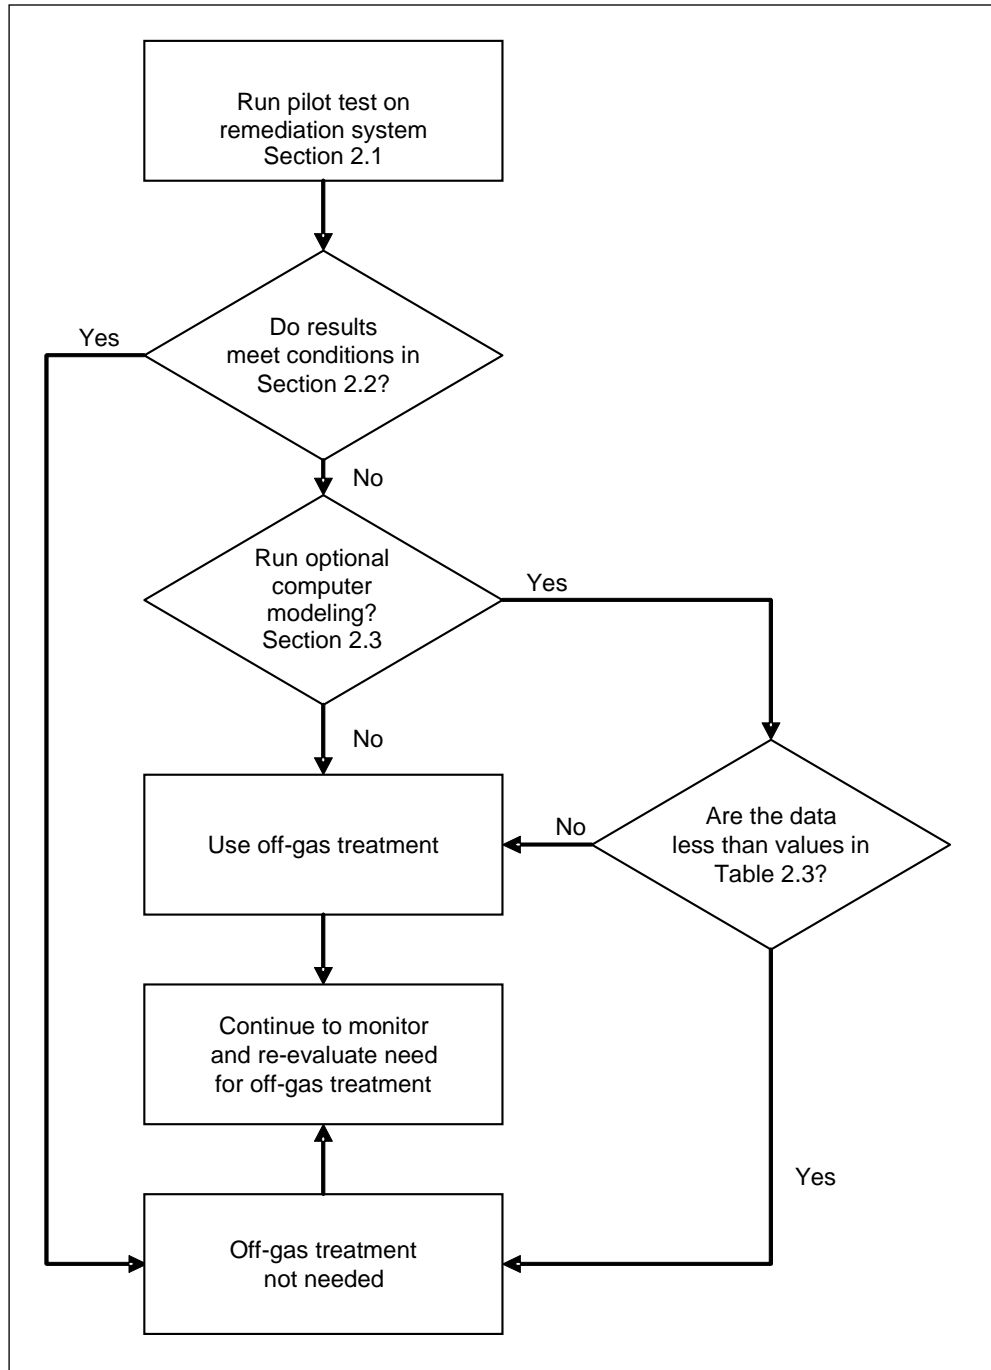 Run pilot test on
remediation system
Section 2.1
Yes
Do results
meet conditions in
Section 2.2?
No
Run optional
computer
modeling?
Section 2.3
Yes
No
Use off-gas treatment
No
Are the data
less than values in
Table 2.3?
Continue to monitor
and re-evaluate need
for off-gas treatment
Yes
Off-gas treatment
not needed